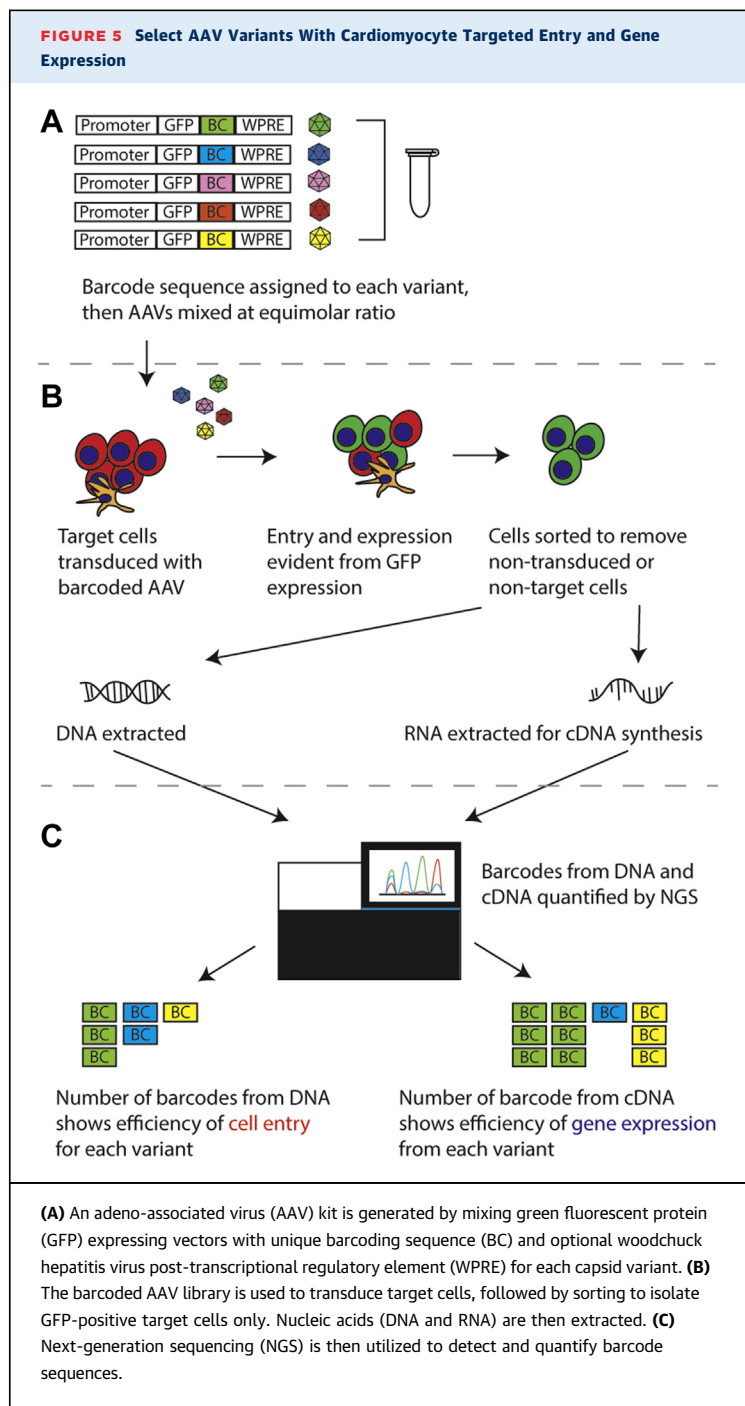 FIGURE 5 Select AAV Variants With Cardiomyocyte Targeted Entry and Gene
Expression
A
Promoter GFP BC WPRE
Promoter GFP BC WPRE
Promoter GFP BC WPRE
Promoter GFP BC WPRE
Promoter GFP BC WPRE
Barcode sequence assigned to each variant,
then AAVs mixed at equimolar ratio
B
Target cells
transduced with
barcoded AAV
Entry and expression
evident from GFP
expression
Cells sorted to remove
non-transduced or
non-target cells
DNA extracted
RNA extracted for cDNA synthesis
C
Barcodes from DNA and
cDNA quantified by NGS
BC BC BC
BC BC
BC
Number of barcodes from DNA
shows efficiency of cell entry
for each variant
BC BC BC BC
BC BC BC
BC BC BC
Number of barcode from cDNA
shows efficiency of gene expression
from each variant
(A) An adeno-associated virus (AAV) kit is generated by mixing green fluorescent protein
(GFP) expressing vectors with unique barcoding sequence (BC) and optional woodchuck
hepatitis virus post-transcriptional regulatory element (WPRE) for each capsid variant. (B)
The barcoded AAV library is used to transduce target cells, followed by sorting to isolate
GFP-positive target cells only. Nucleic acids (DNA and RNA) are then extracted. (C)
Next-generation sequencing (NGS) is then utilized to detect and quantify barcode
sequences.